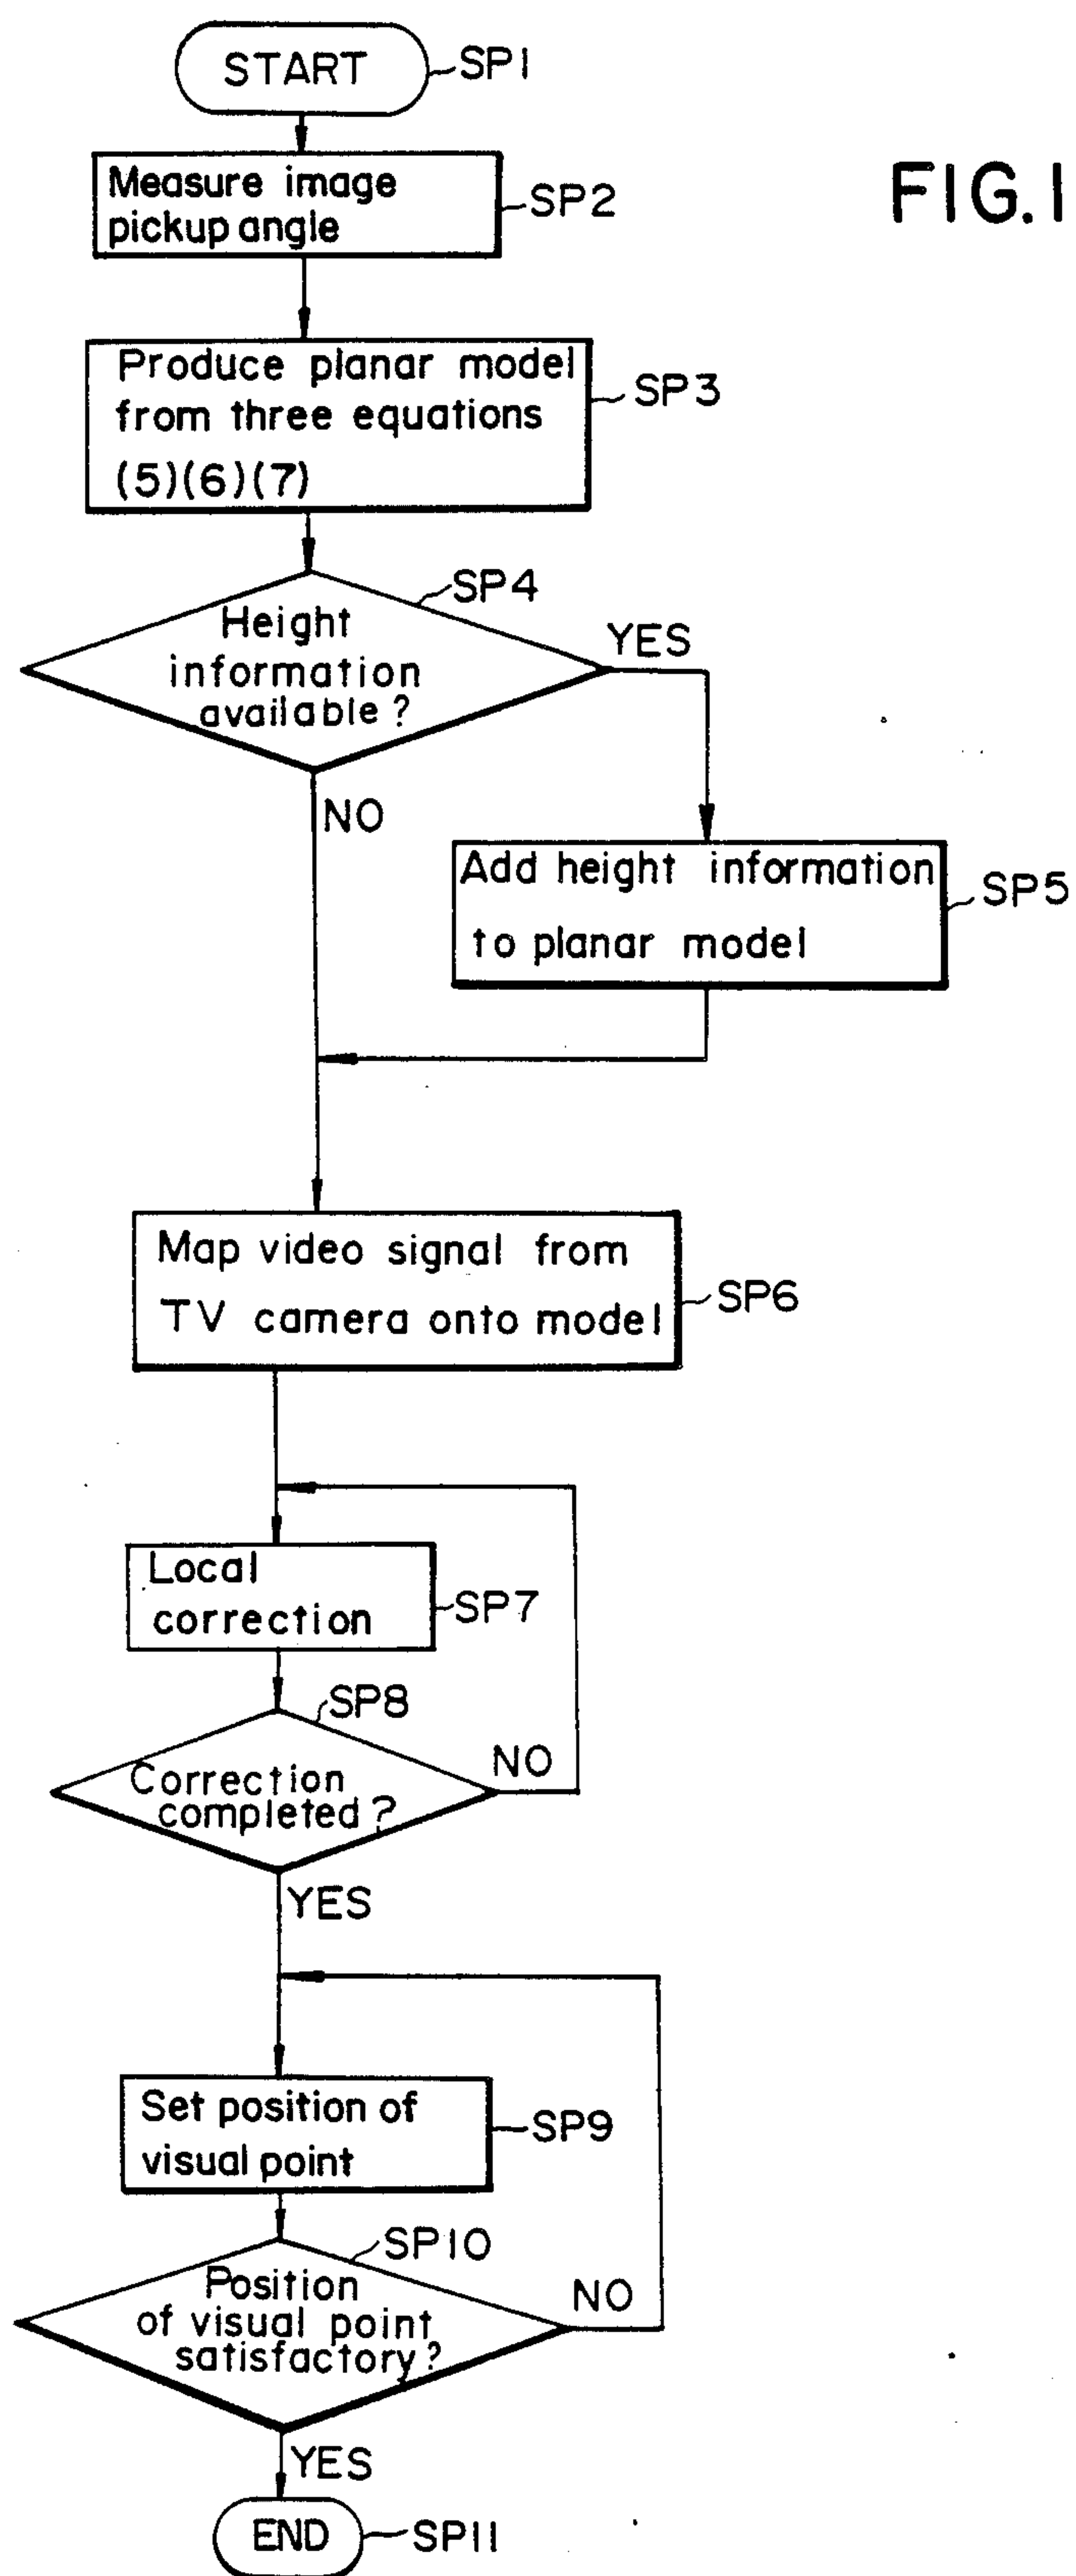 START
SP1
FIG. 1
Measure image
pickup angle
SP2
Produce planar model
from three equations
(5)(6)(7)
SP3
SP4
Height
information
available?
YES
NO
Add height information
to planar model
SP5
Map video signal from
TV camera onto model
SP6
Local
correction
SP7
SP8
Correction
completed?
NO
YES
Set position of
visual point
SP9
SP10
Position
of visual point
satisfactory?
NO
YES
END
SP11